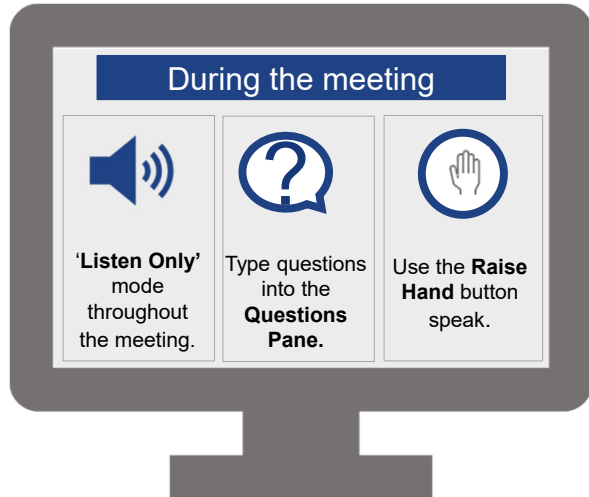 During the meeting
‘Listen Only’
mode
throughout
the meeting.
?
Type questions
into the
Questions
Pane.
Use the Raise
Hand button
speak.